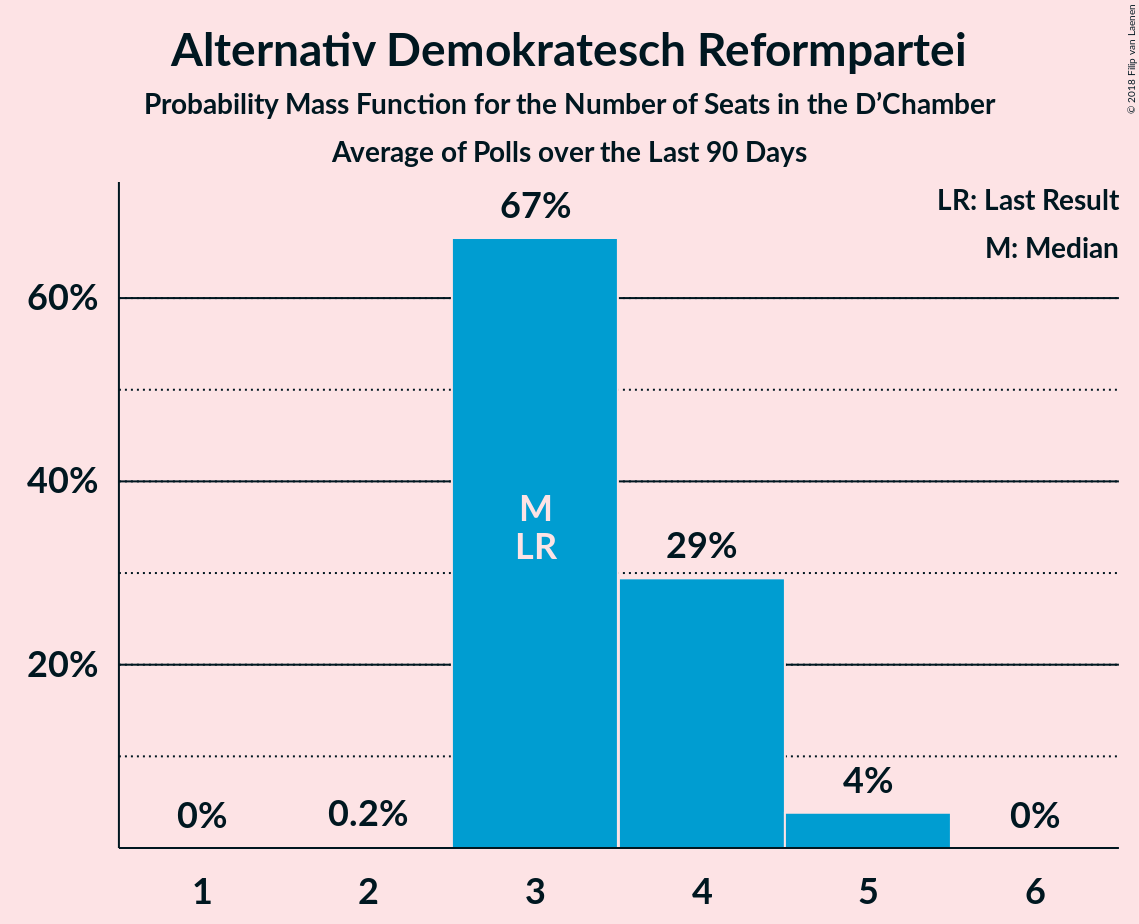 Alternativ Demokratesch Reformpartei
Probability Mass Function for the Number of Seats in the D’Chamber
Average of Polls over the Last 90 Days
© 2018 Filip van Laenen
LR: Last Result
M: Median
67%
60%
40%
M
LR
29%
20%
4%
0%
0.2%
0%
1 2 3 4 5 6